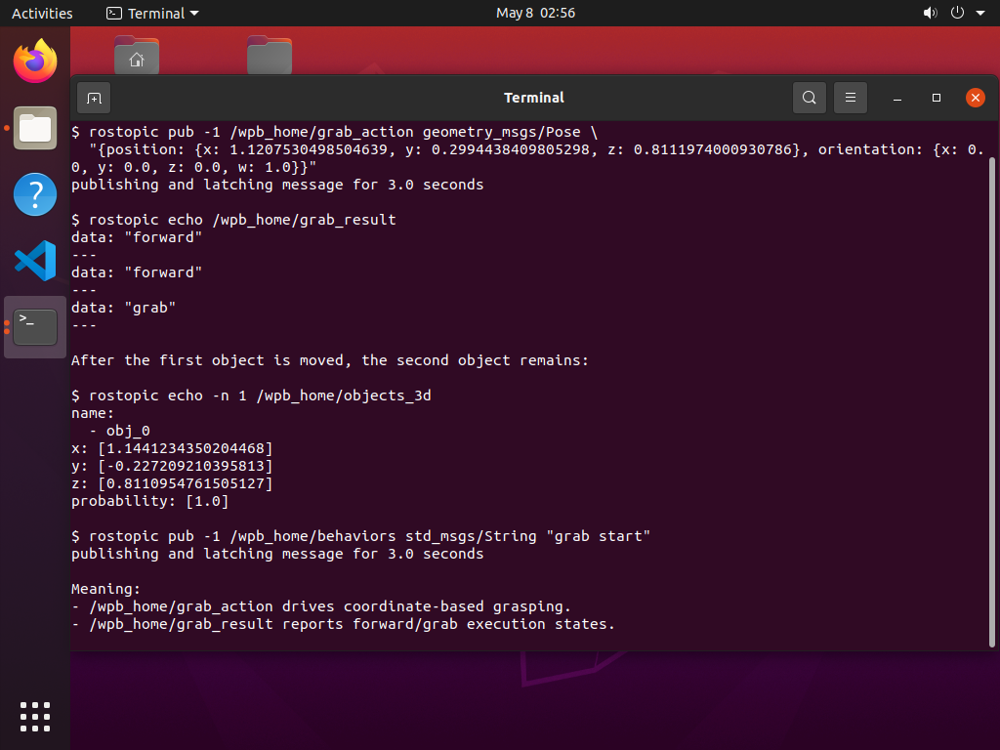 Activities
Terminal
May 8 02:56
Terminal
$ rostopic pub -1 /wpb_home/grab_action geometry_msgs/Pose \
"{position: {x: 1.1207530498504639, y: 0.2994438409805298, z: 0.8111974000930786}, orientation: {x: 0.
0, y: 0.0, z: 0.0, w: 1.0}}"
publishing and latching message for 3.0 seconds
$ rostopic echo /wpb_home/grab_result
data: "forward"
---
data: "forward"
---
data: "grab"
---
After the first object is moved, the second object remains:
$ rostopic echo -n 1 /wpb_home/objects_3d
name:
- obj_0
x: [1.1441234350204468]
y: [-0.227209210395813]
z: [0.8110954761505127]
probability: [1.0]
$ rostopic pub -1 /wpb_home/behaviors std_msgs/String "grab start"
publishing and latching message for 3.0 seconds
Meaning:
- /wpb_home/grab_action drives coordinate-based grasping.
- /wpb_home/grab_result reports forward/grab execution states.